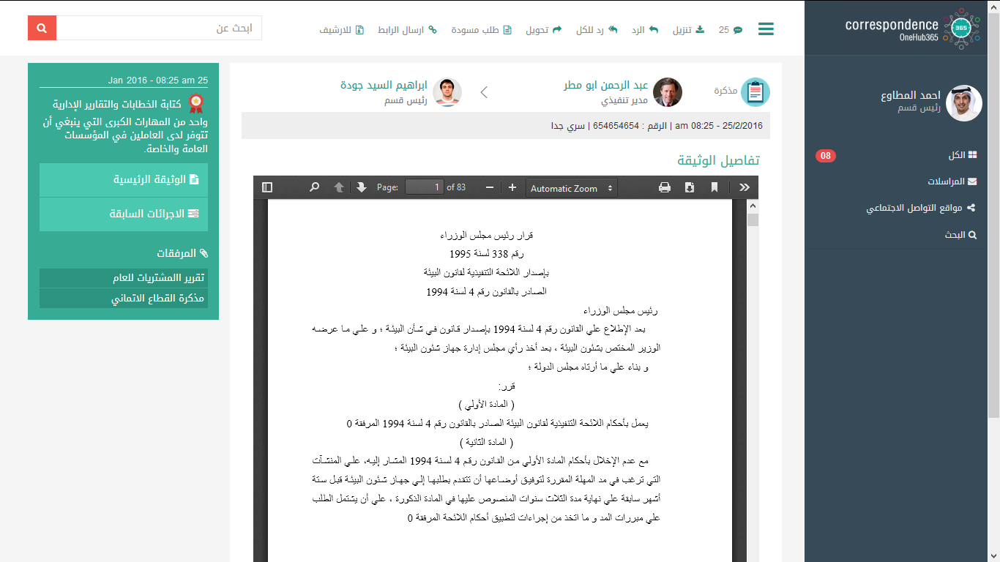 correspondence
OneHub365
365
احمد المطاوع
رئيس قسم
الكل
08
المراسلات
مواقع التواصل الاجتماعي
البحث
25
تنزيل
الرد
رد للكل
تحويل
طلب مسودة
ارسال الرابط
للارشيف
ابحث عن
مذكرة
عبد الرحمن ابو مطر
مدير تنفيذي
ابراهيم السيد جودة
رئيس قسم
25/2/2016 - 08:25 am | الرقم : 654654654 | سري جدا
تفاصيل الوثيقة
Page: 1 of 83
Automatic Zoom
قرار رئيس مجلس الوزراء
رقم 338 لسنة 1995
بإصدار اللائحة التنفيذية لقانون البيئة
الصادر بالقانون رقم 4 لسنة 1994
رئيس مجلس الوزراء
بعد الإطلاع علي القانون رقم 4 لسنة 1994 بإصدار قانون في شأن البيئة ؛ و علي ما عرضه
الوزير المختص بشئون البيئة ، بعد أخذ رأي مجلس إدارة جهاز شئون البيئة ؛
و بناء علي ما أرتاه مجلس الدولة ؛
قرر:
( المادة الأولي )
يعمل بأحكام اللائحة التنفيذية لقانون البيئة الصادر بالقانون رقم 4 لسنة 1994 المرفقة 0
( المادة الثانية )
مع عدم الإخلال بأحكام المادة الأولي من القانون رقم 4 لسنة 1994 المشار إليه، علي المنشآت
التي ترغب في مد المهلة المقررة لتوفيق أوضاعها أن تتقدم بطلبها إلي جهاز شئون البيئة قبل ستة
أشهر سابقة علي نهاية مدة الثلاث سنوات المنصوص عليها في المادة الذكورة ، علي أن يشتمل الطلب
علي مبررات المد و ما اتخذ من إجراءات لتطبيق أحكام اللائحة المرفقة 0
25 Jan 2016 - 08:25 am
كتابة الخطابات والتقارير الإدارية
واحد من المهارات الكبرى التي ينبغي أن
تتوفر لدى العاملين في المؤسسات
العامة والخاصة.
الوثيقة الرئيسية
الاجرائات السابقة
المرفقات
تقرير االمشتريات للعام
مذكرة القطاع الاتماني